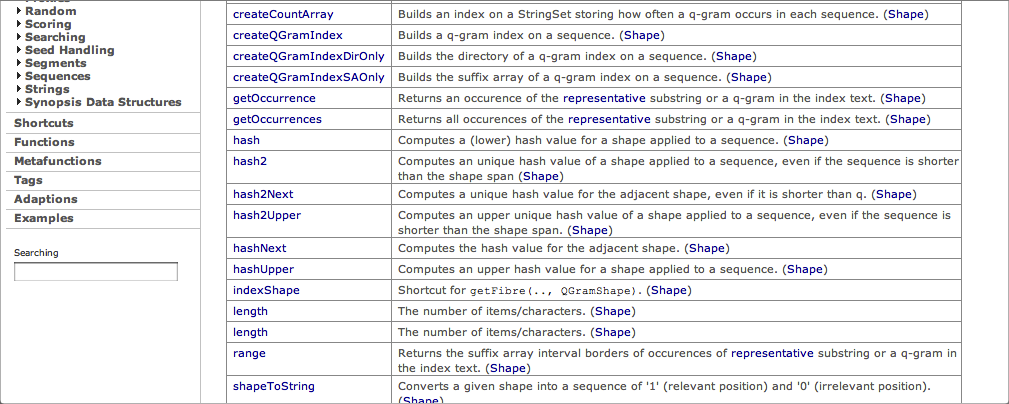 Random
Scoring
Searching
Seed Handling
Segments
Sequences
Strings
Synopsis Data Structures
Shortcuts
Functions
Metafunctions
Tags
Adaptions
Examples
Searching
createCountArray Builds an index on a StringSet storing how often a q-gram occurs in each sequence. (Shape)
createQGramIndex Builds a q-gram index on a sequence. (Shape)
createQGramIndexDirOnly Builds the directory of a q-gram index on a sequence. (Shape)
createQGramIndexSAOnly Builds the suffix array of a q-gram index on a sequence. (Shape)
getOccurrence Returns an occurence of the representative substring or a q-gram in the index text. (Shape)
getOccurrences Returns all occurences of the representative substring or a q-gram in the index text. (Shape)
hash Computes a (lower) hash value for a shape applied to a sequence. (Shape)
hash2 Computes an unique hash value of a shape applied to a sequence, even if the sequence is shorter
than the shape span (Shape)
hash2Next Computes a unique hash value for the adjacent shape, even if it is shorter than q. (Shape)
hash2Upper Computes an upper unique hash value of a shape applied to a sequence, even if the sequence is
shorter than the shape span. (Shape)
hashNext Computes the hash value for the adjacent shape. (Shape)
hashUpper Computes an upper hash value for a shape applied to a sequence. (Shape)
indexShape Shortcut for getFibre(.., QGramShape). (Shape)
length The number of items/characters. (Shape)
length The number of items/characters. (Shape)
range Returns the suffix array interval borders of occurences of representative substring or a q-gram in
the index text. (Shape)
shapeToString Converts a given shape into a sequence of '1' (relevant position) and '0' (irrelevant position).
(Shape)